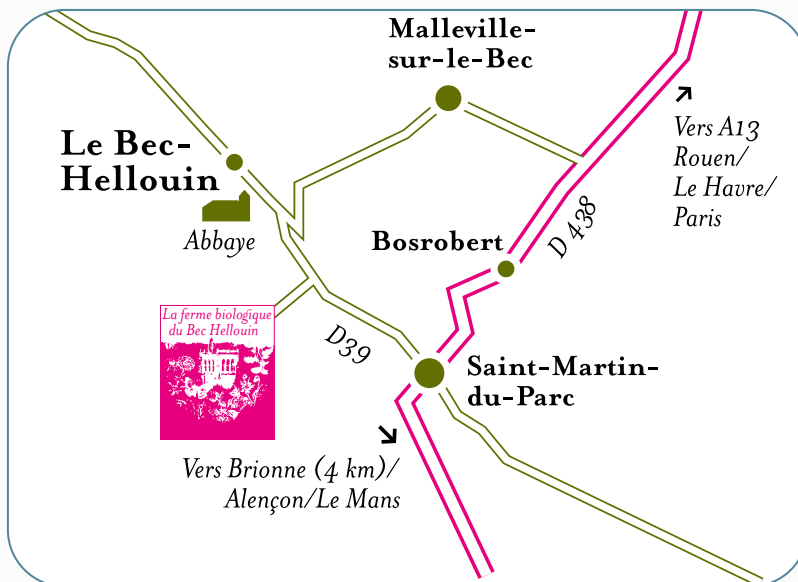 Malleville-
sur-le-Bec
Le Bec-
Hellouin
Abbaye
Vers A13
Rouen/
Le Havre/
Paris
D 438
Bosrobert
La ferme biologique
du Bec Hellouin
D39
Saint-Martin-
du-Parc
Vers Brionne (4 km)/
Alençon/Le Mans